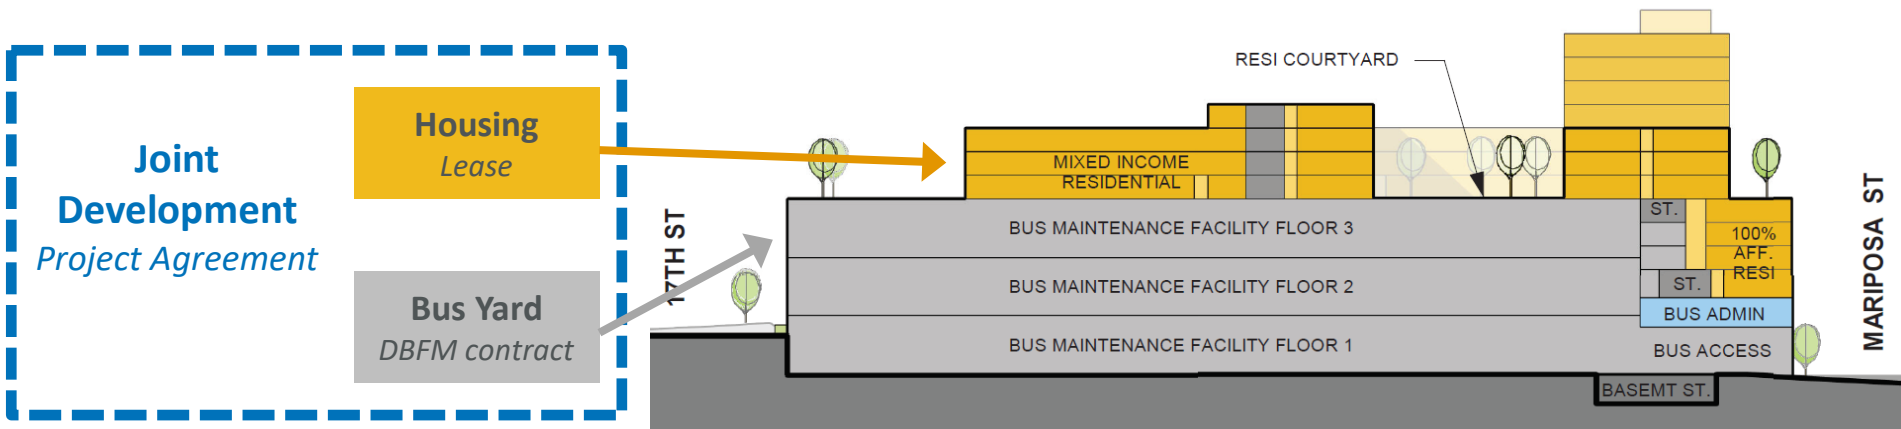 Joint
Development
Project Agreement
Housing
Lease
Bus Yard
DBFM contract
17TH ST
RESI COURTYARD
MIXED INCOME
RESIDENTIAL
BUS MAINTENANCE FACILITY FLOOR 3
BUS MAINTENANCE FACILITY FLOOR 2
BUS MAINTENANCE FACILITY FLOOR 1
ST.
100%
AFF.
RESI
ST.
BUS ADMIN
BUS ACCESS
BASEMT ST.
MARIPOSA ST